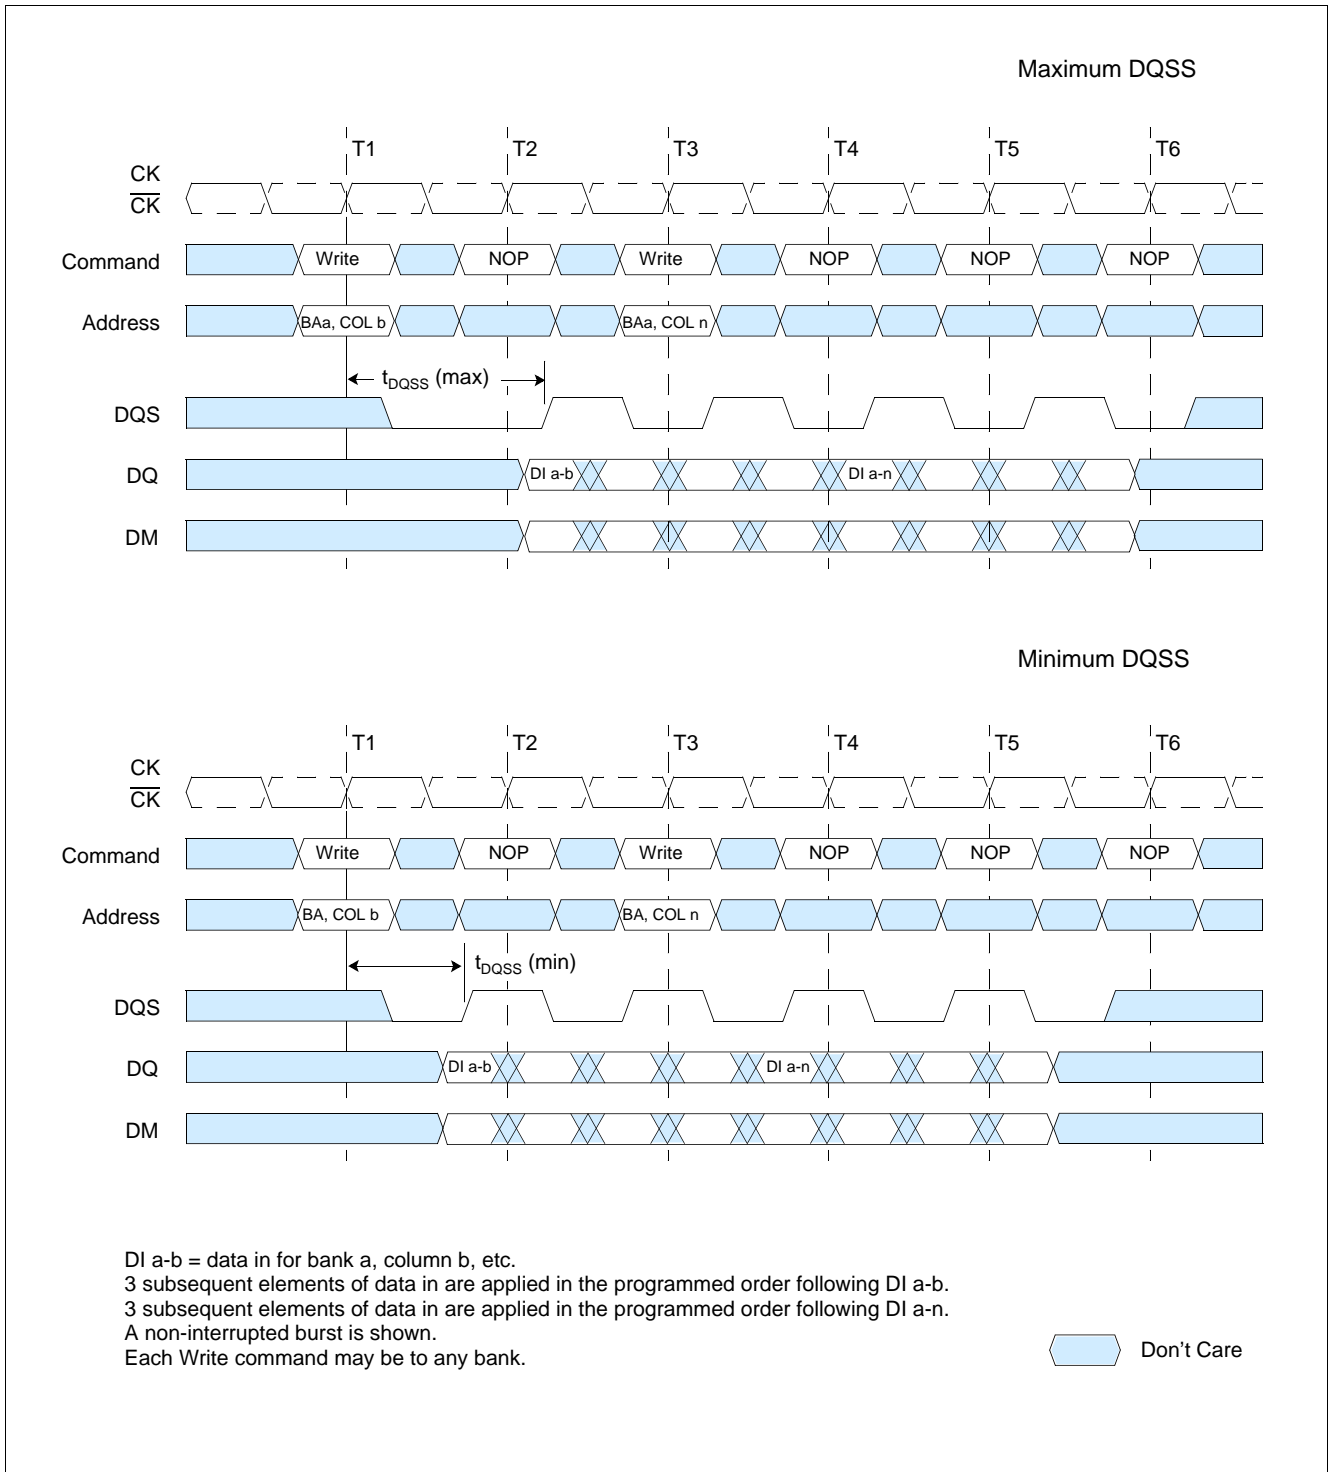 Maximum DQSS
T1 T2 T3 T4 T5 T6
CK
CK
Command Write NOP Write NOP NOP NOP
Address BAa, COL b BAa, COL n
tDQSS (max)
DQS
DQ DI a-b DI a-n
DM
Minimum DQSS
T1 T2 T3 T4 T5 T6
CK
CK
Command Write NOP Write NOP NOP NOP
Address BA, COL b BA, COL n
tDQSS (min)
DQS
DQ DI a-b DI a-n
DM
DI a-b = data in for bank a, column b, etc.
3 subsequent elements of data in are applied in the programmed order following DI a-b.
3 subsequent elements of data in are applied in the programmed order following DI a-n.
A non-interrupted burst is shown.
Each Write command may be to any bank.
Don't Care